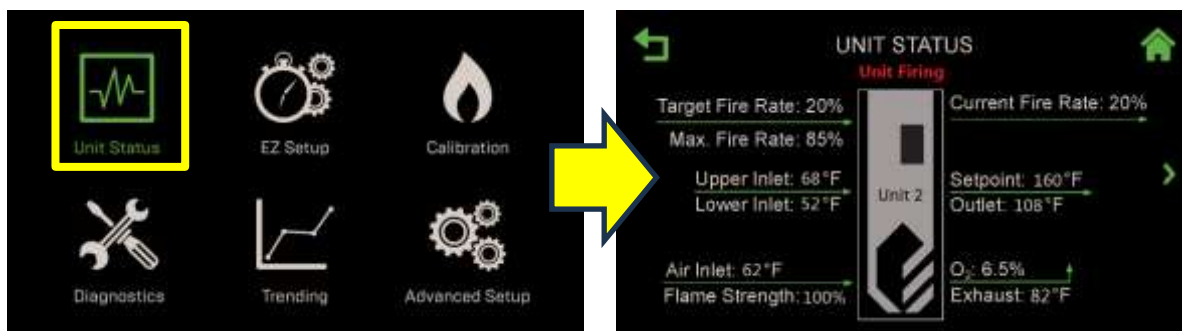 Unit Status
EZ Setup
Calibration
Diagnostics
Trending
Advanced Setup
UNIT STATUS
Unit Firing
Target Fire Rate: 20%
Max. Fire Rate: 85%
Current Fire Rate: 20%
Upper Inlet: 68°F
Lower Inlet: 52°F
Unit 2
Setpoint: 160°F
Outlet: 108°F
Air Inlet: 62°F
Flame Strength: 100%
O₂: 6.5%
Exhaust: 82°F